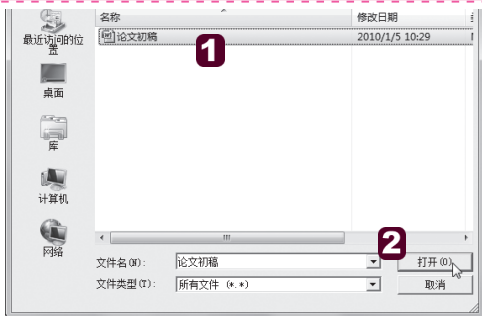 名称 修改日期
最近访问的位置
论文初稿 2010/1/5 10:29
1
桌面
库
计算机
网络
2
文件名(N): 论文初稿 打开(O)
文件类型(T): 所有文件 (*.*) 取消